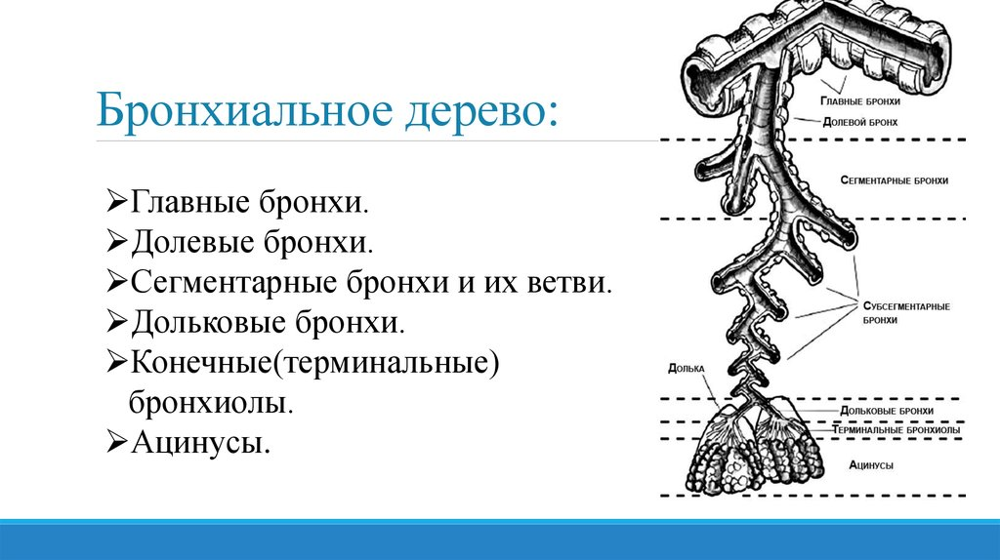 Бронхиальное дерево:
➢Главные бронхи.
➢Долевые бронхи.
➢Сегментарные бронхи и их ветви.
➢Дольковые бронхи.
➢Конечные(терминальные)
бронхиолы.
➢Ацинусы.
Главные бронхи
Долевой бронх
Сегментарные бронхи
Субсегментарные
бронхи
Долька
Дольковые бронхи
Терминальные бронхиолы
Ацинусы